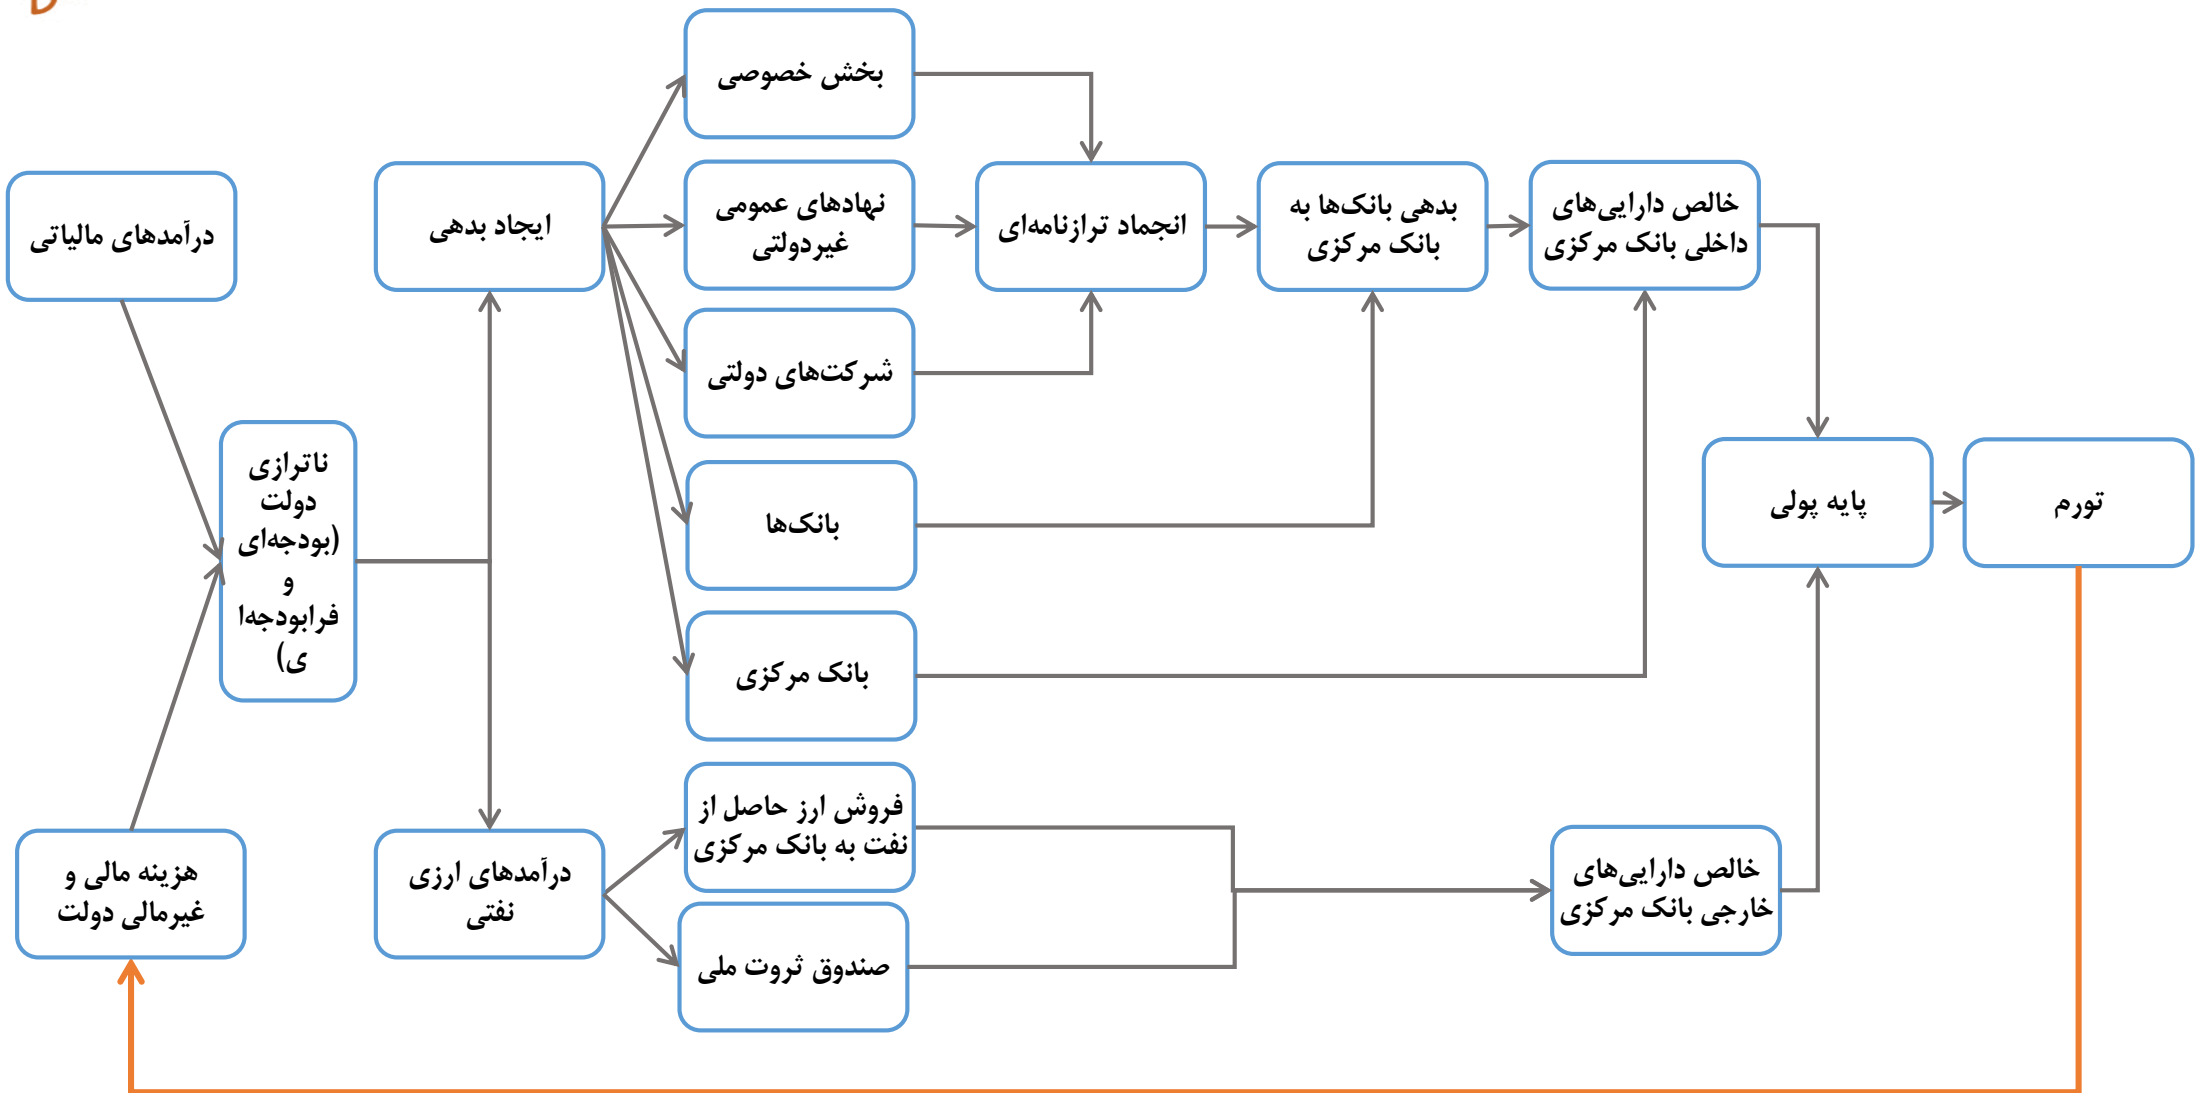 بخش خصوصی
درآمدهای مالیاتی
ایجاد بدهی
نهادهای عمومی
غیردولتی
انجماد ترازنامه‌ای
بدهی بانک‌ها به
بانک مرکزی
خالص دارایی‌های
داخلی بانک مرکزی
شرکت‌های دولتی
ناترازی
دولت
(بودجه‌ای
و
فرابودجه‌ا
ی)
بانک‌ها
پایه پولی
تورم
بانک مرکزی
هزینه مالی و
غیرمالی دولت
درآمدهای ارزی
نفتی
فروش ارز حاصل از
نفت به بانک مرکزی
صندوق ثروت ملی
خالص دارایی‌های
خارجی بانک مرکزی